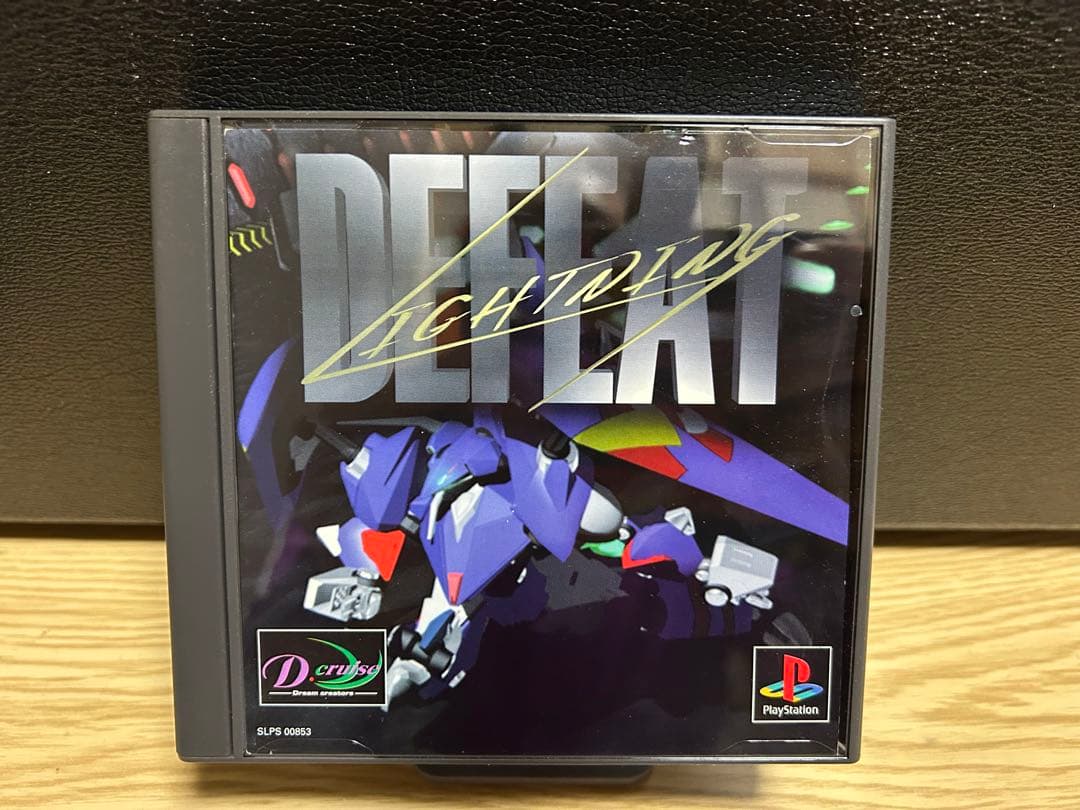 DEFEAT
LIGHTNING
D.cruise
Dream creators
PlayStation
SLPS 00853